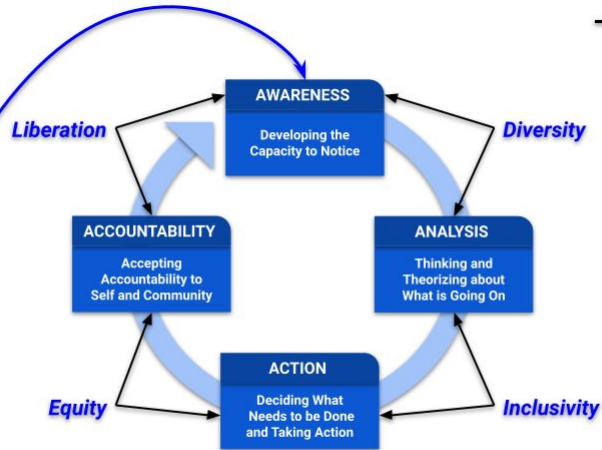 AWARENESS
Developing the
Capacity to Notice
Liberation
Diversity
ACCOUNTABILITY
Accepting
Accountability to
Self and Community
ANALYSIS
Thinking and
Theorizing about
What is Going On
ACTION
Deciding What
Needs to be Done
and Taking Action
Equity
Inclusivity